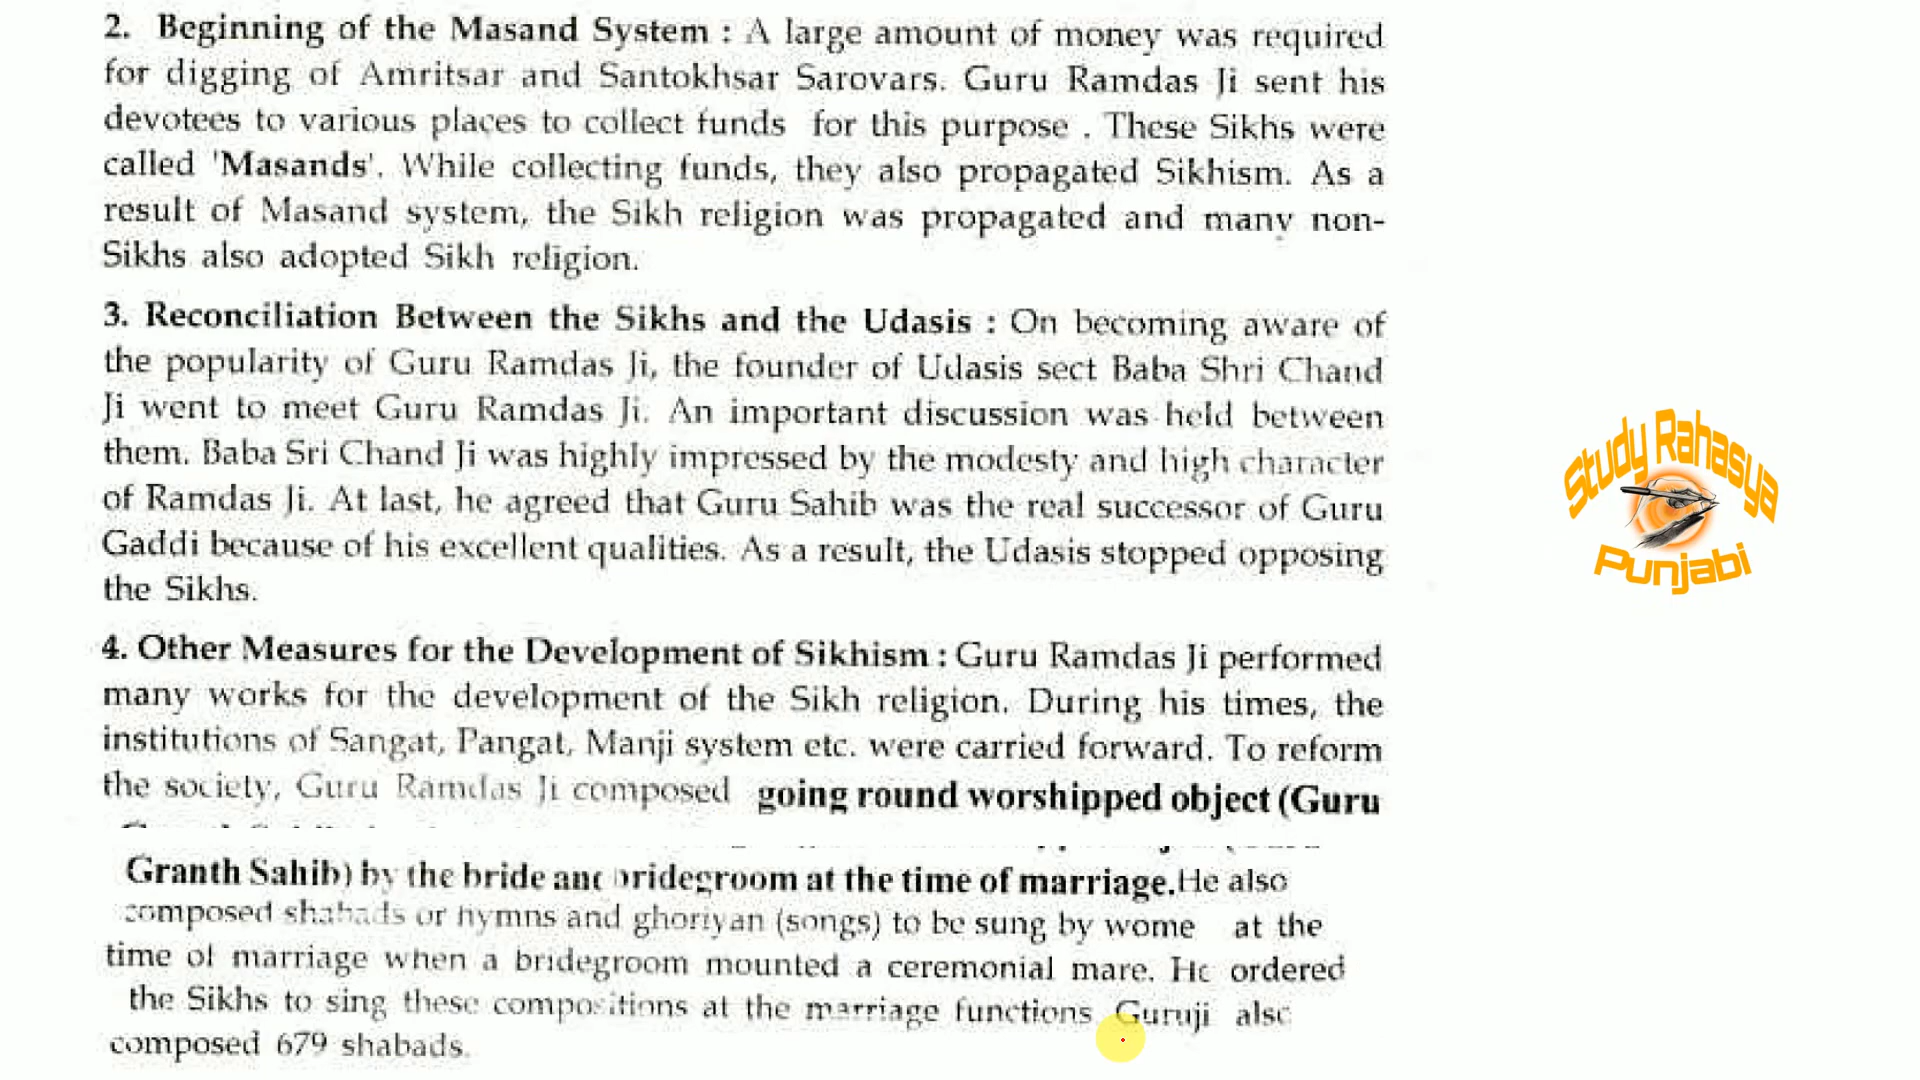 2. Beginning of the Masand System : A large amount of money was required
for digging of Amritsar and Santokhsar Sarovars. Guru Ramdas Ji sent his
devotees to various places to collect funds for this purpose . These Sikhs were
called 'Masands'. While collecting funds, they also propagated Sikhism. As a
result of Masand system, the Sikh religion was propagated and many non-
Sikhs also adopted Sikh religion.
3. Reconciliation Between the Sikhs and the Udasis : On becoming aware of
the popularity of Guru Ramdas Ji, the founder of Udasis sect Baba Shri Chand
Ji went to meet Guru Ramdas Ji. An important discussion was held between
them. Baba Sri Chand Ji was highly impressed by the modesty and high character
of Ramdas Ji. At last, he agreed that Guru Sahib was the real successor of Guru
Gaddi because of his excellent qualities. As a result, the Udasis stopped opposing
the Sikhs.
4. Other Measures for the Development of Sikhism : Guru Ramdas Ji performed
many works for the development of the Sikh religion. During his times, the
institutions of Sangat, Pangat, Manji system etc. were carried forward. To reform
the society, Guru Ramdas Ji composed going round worshipped object (Guru
Granth Sahib) by the bride and bridegroom at the time of marriage. He also
composed shabads or hymns and ghoriyan (songs) to be sung by wome at the
time of marriage when a bridegroom mounted a ceremonial mare. He ordered
the Sikhs to sing these compositions at the marriage functions. Guruji also
composed 679 shabads.
Study Rahasya
Punjabi